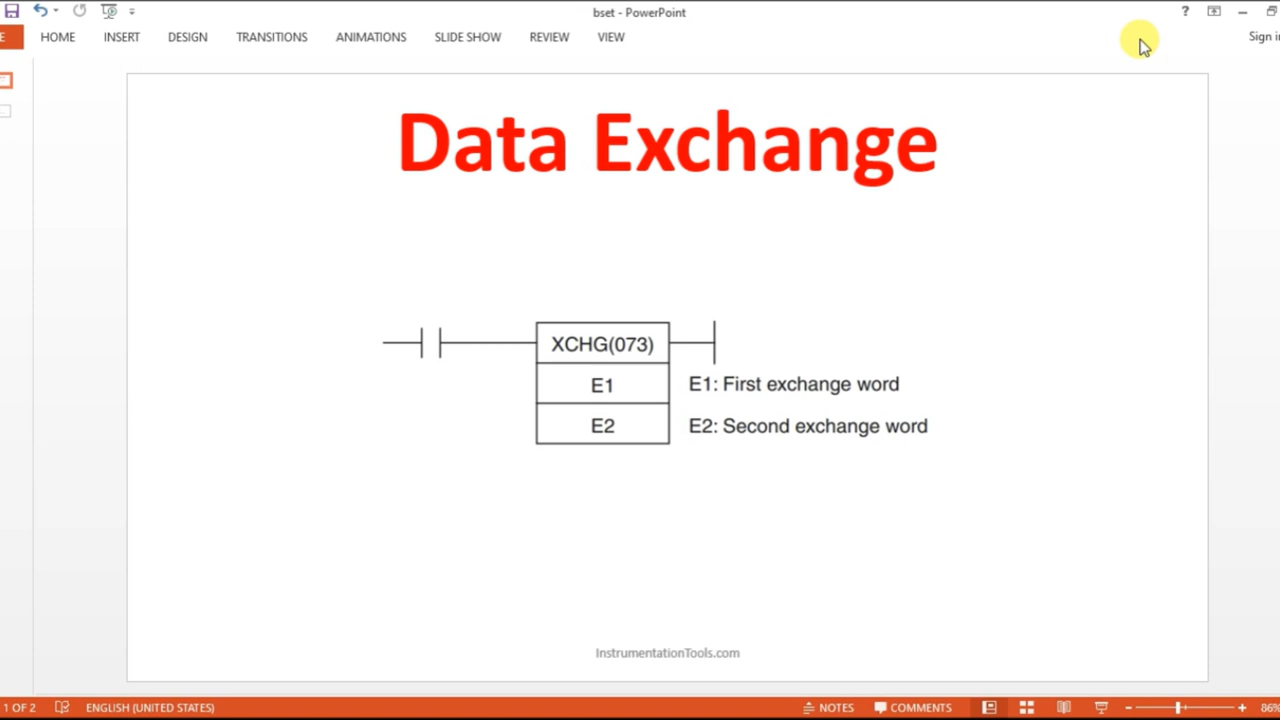 bset - PowerPoint
?
E HOME INSERT DESIGN TRANSITIONS ANIMATIONS SLIDE SHOW REVIEW VIEW
Sign in
Data Exchange
XCHG(073)
E1 E1: First exchange word
E2 E2: Second exchange word
InstrumentationTools.com
1 OF 2 ENGLISH (UNITED STATES) NOTES COMMENTS 86%